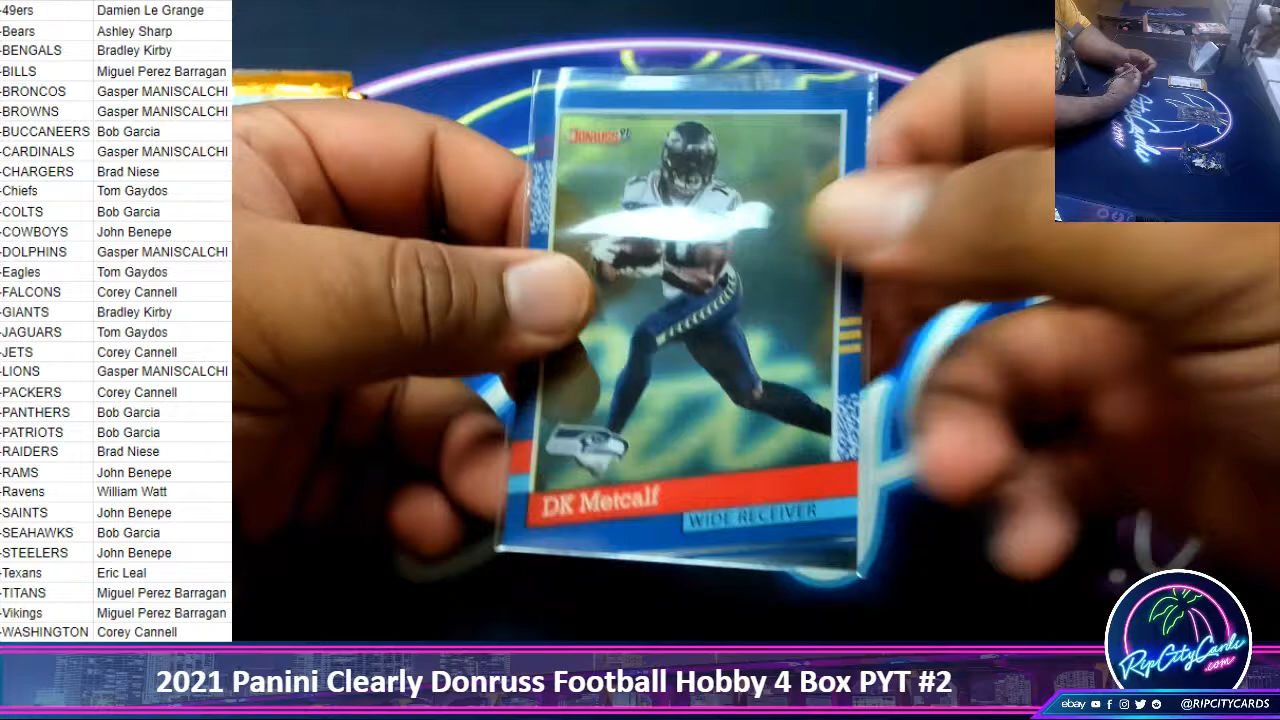 -49ers Damien Le Grange
-Bears Ashley Sharp
-BENGALS Bradley Kirby
-BILLS Miguel Perez Barragan
-BRONCOS Gasper MANISCALCHI
-BROWNS Gasper MANISCALCHI
-BUCCANEERS Bob Garcia
-CARDINALS Gasper MANISCALCHI
-CHARGERS Brad Niese
-Chiefs Tom Gaydos
-COLTS Bob Garcia
-COWBOYS John Benepe
-DOLPHINS Gasper MANISCALCHI
-Eagles Tom Gaydos
-FALCONS Corey Cannell
-GIANTS Bradley Kirby
-JAGUARS Tom Gaydos
-JETS Corey Cannell
-LIONS Gasper MANISCALCHI
-PACKERS Corey Cannell
-PANTHERS Bob Garcia
-PATRIOTS Bob Garcia
-RAIDERS Brad Niese
-RAMS John Benepe
-Ravens William Watt
-SAINTS John Benepe
-SEAHAWKS Bob Garcia
-STEELERS John Benepe
-Texans Eric Leal
-TITANS Miguel Perez Barragan
-Vikings Miguel Perez Barragan
-WASHINGTON Corey Cannell
DONRUSS
DK Metcalf
WIDE RECEIVER
2021 Panini Clearly Donruss Football Hobby 4 Box PYT #2
RipCityCards
.com
ebay @RIPCITYCARDS